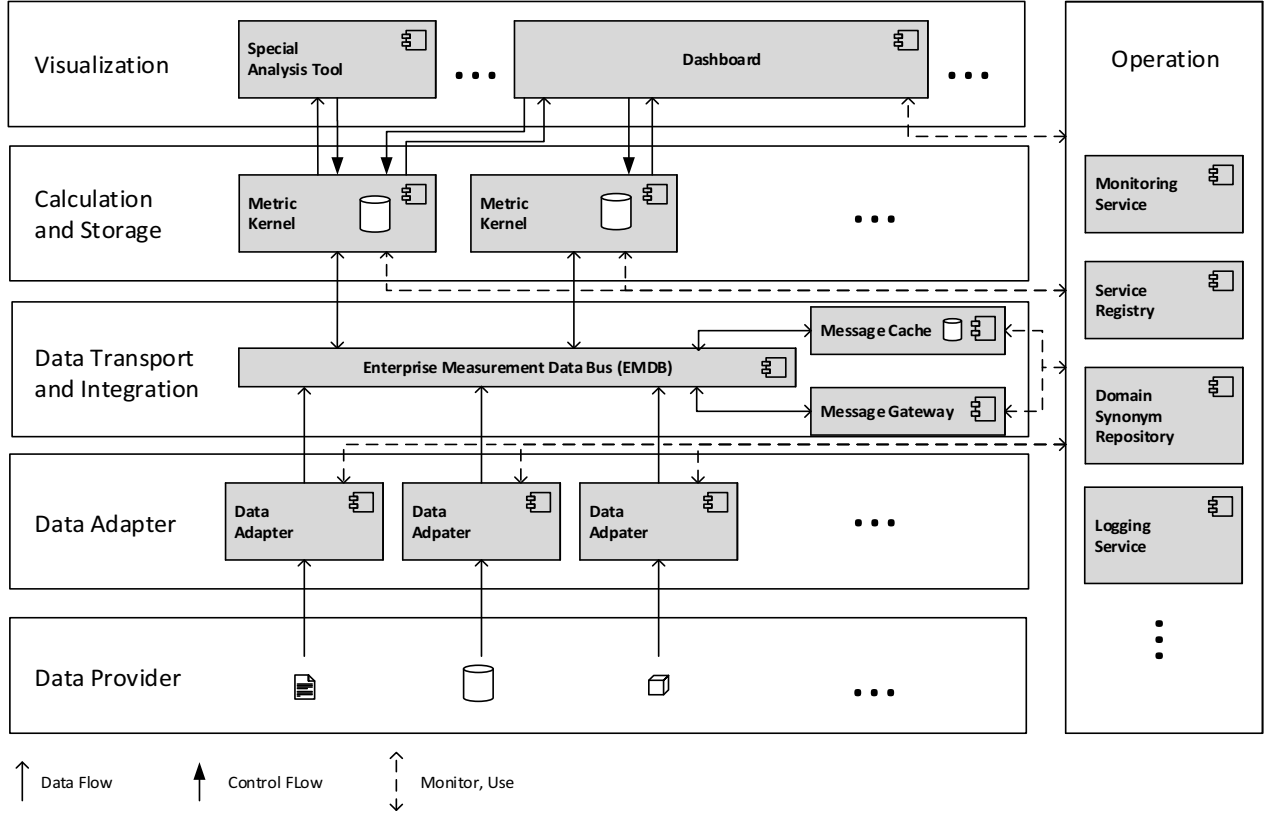 Visualization
Special
Analysis Tool
...
Dashboard
...
Operation
Calculation
and Storage
Metric
Kernel
Metric
Kernel
...
Monitoring
Service
Service
Registry
Data Transport
and Integration
Enterprise Measurement Data Bus (EMDB)
Message Cache
Message Gateway
Domain
Synonym
Repository
Data Adapter
Data
Adapter
Data
Adpater
Data
Adpater
...
Logging
Service
...
Data Provider
...
Data Flow
Control FLow
Monitor, Use